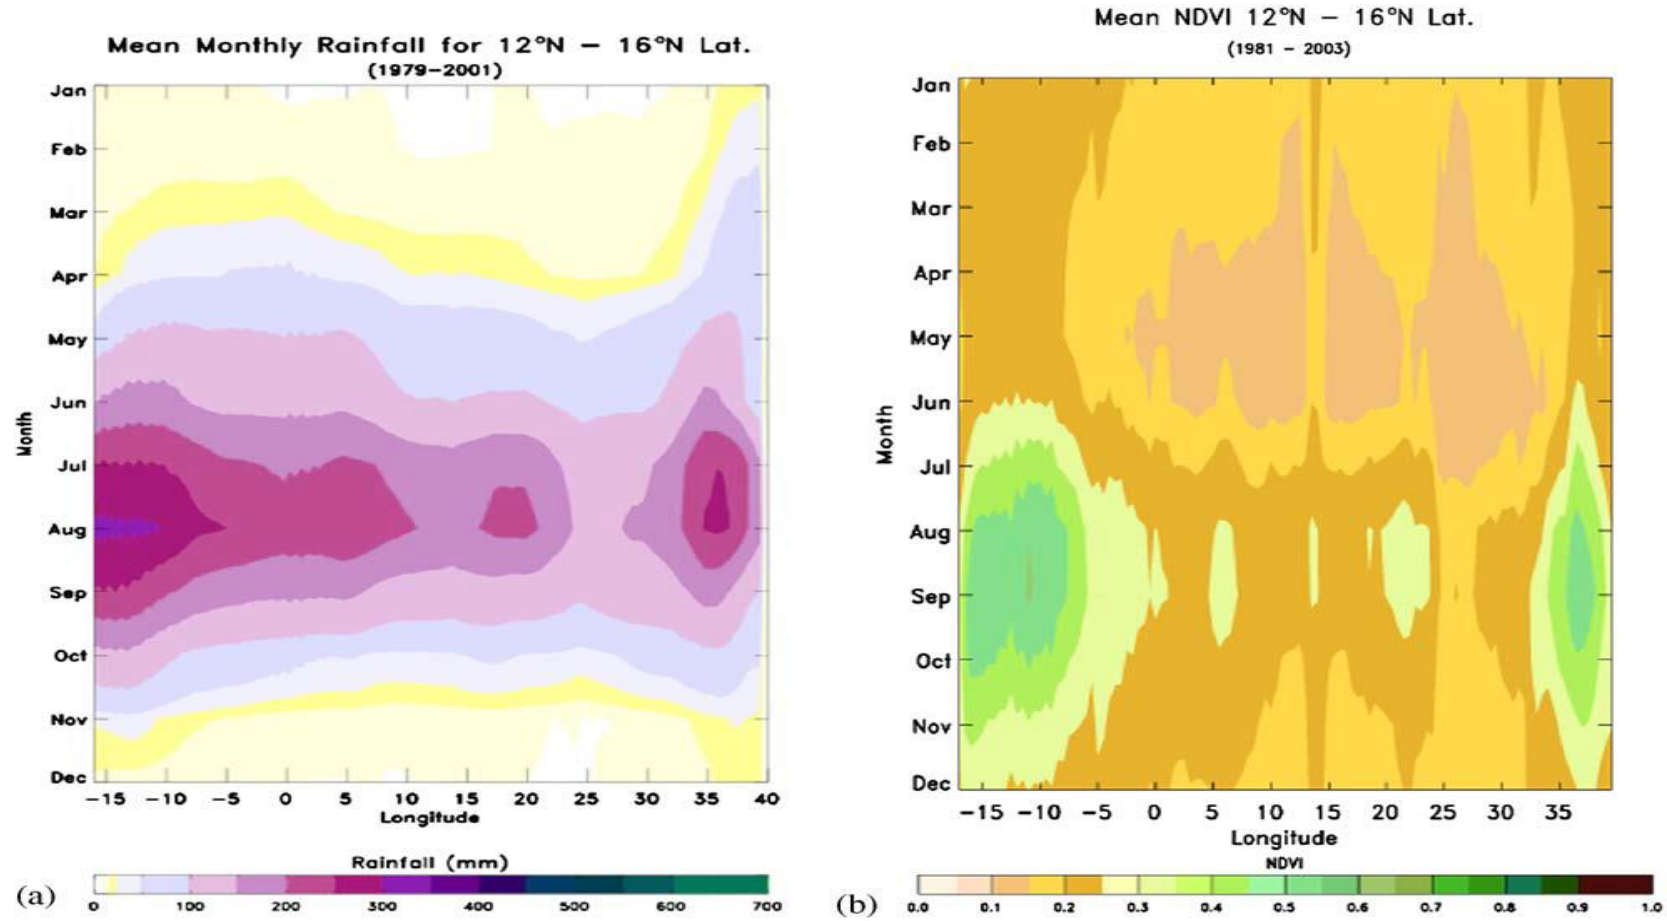 Mean Monthly Rainfall for 12°N – 16°N Lat.
(1979-2001)
Jan
Feb
Mar
Apr
May
Jun
Jul
Aug
Sep
Oct
Nov
Dec
Month
-15 -10 -5 0 5 10 15 20 25 30 35 40
Longitude
Rainfall (mm)
0 100 200 300 400 500 600 700
(a)
Mean NDVI 12°N – 16°N Lat.
(1981 - 2003)
Jan
Feb
Mar
Apr
May
Jun
Jul
Aug
Sep
Oct
Nov
Dec
Month
-15 -10 -5 0 5 10 15 20 25 30 35
Longitude
NDVI
0.0 0.1 0.2 0.3 0.4 0.5 0.6 0.7 0.8 0.9 1.0
(b)